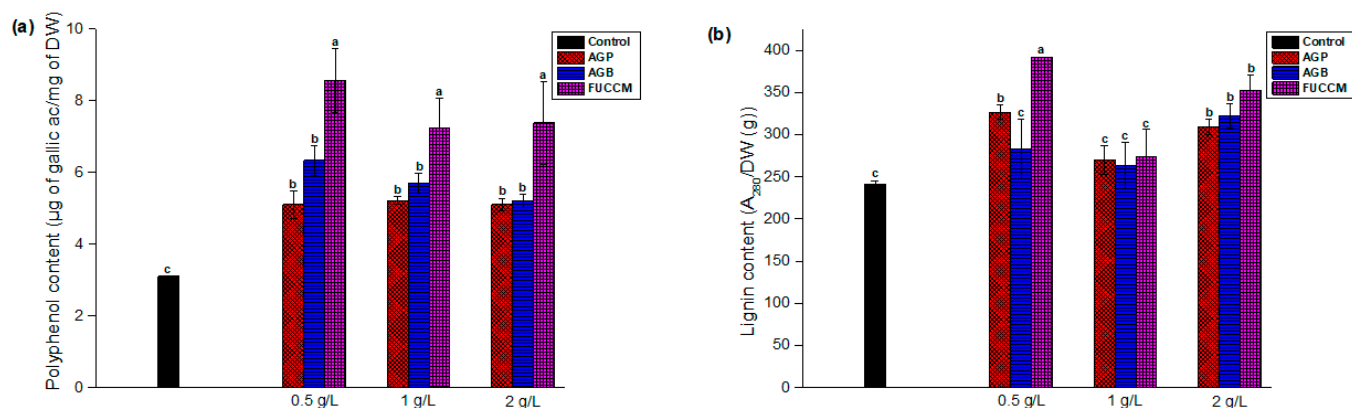 (a)
Polyphenol content (µg of gallic ac/mg of DW)
10
8
6
4
2
0
Control
AGP
AGB
FUCCM
c
b
b
a
b
b
a
b
b
a
0.5 g/L
1 g/L
2 g/L
(b)
Lignin content (A280/DW (g))
400
350
300
250
200
150
100
50
0
Control
AGP
AGB
FUCCM
c
b
c
a
c
c
c
b
b
b
0.5 g/L
1 g/L
2 g/L